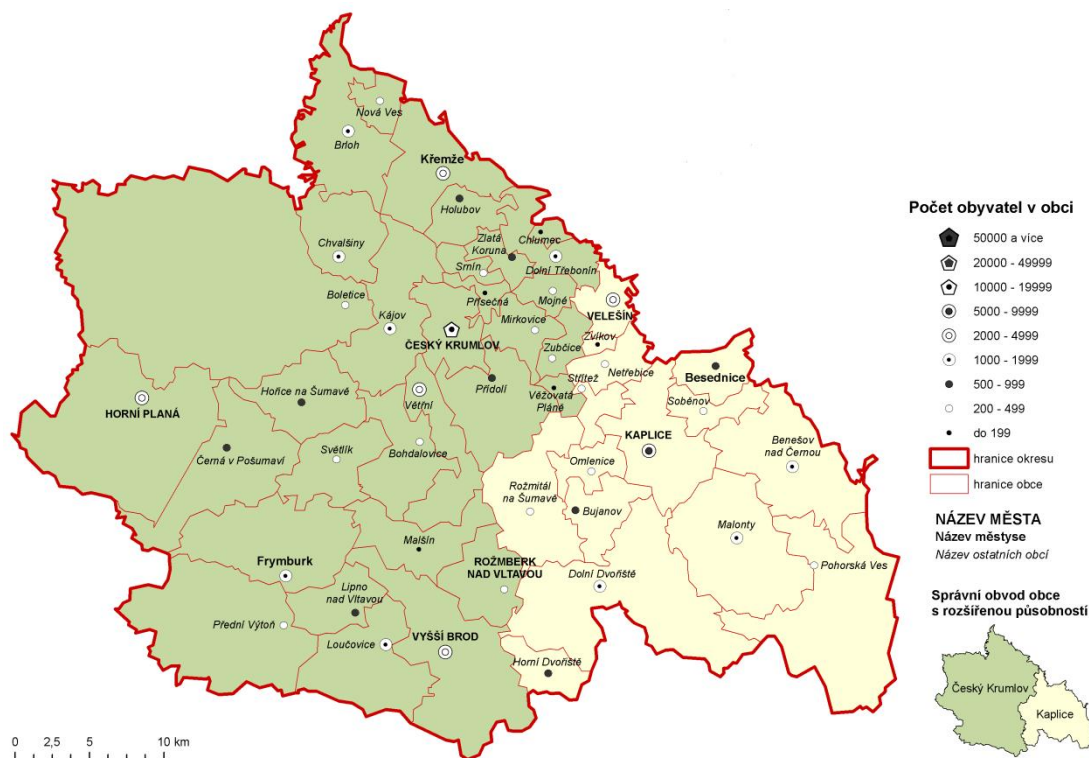 Nová Ves
Brloh
Křemže
Holubov
Chlumec
Zlatá
Koruna
Chvalšiny
Srnín
Dolní Třebonín
Boletice
Přísečná
Mojné
Kájov
Mirkovice
VELEŠÍN
ČESKÝ KRUMLOV
Zvíkov
Zubčice
Netřebice
Besednice
Hořice na Šumavě
Přídolí
Střítež
Věžovatá
Pláně
Soběnov
HORNÍ PLANÁ
Větřní
KAPLICE
Benešov
nad Černou
Černá v Pošumaví
Světlík
Bohdalovice
Omlenice
Rožmitál
na Šumavě
Bujanov
Malonty
Malšín
Frymburk
ROŽMBERK
NAD VLTAVOU
Dolní Dvořiště
Pohorská Ves
Lipno
nad Vltavou
Přední Výtoň
Loučovice
VYŠŠÍ BROD
Horní Dvořiště
0 2,5 5 10 km
Počet obyvatel v obci
50000 a více
20000 - 49999
10000 - 19999
5000 - 9999
2000 - 4999
1000 - 1999
500 - 999
200 - 499
do 199
hranice okresu
hranice obce
NÁZEV MĚSTA
Název městyse
Název ostatních obcí
Správní obvod obce
s rozšířenou působností
Český Krumlov
Kaplice